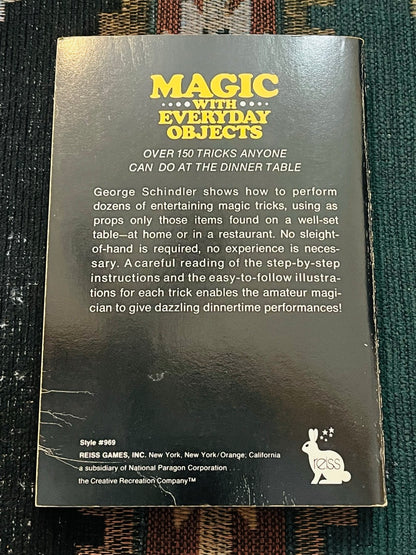 MAGIC
WITH
EVERYDAY
OBJECTS
OVER 150 TRICKS ANYONE
CAN DO AT THE DINNER TABLE
George Schindler shows how to perform
dozens of entertaining magic tricks, using as
props only those items found on a well-set
table—at home or in a restaurant. No sleight-
of-hand is required, no experience is neces-
sary. A careful reading of the step-by-step
instructions and the easy-to-follow illustra-
tions for each trick enables the amateur magi-
cian to give dazzling dinnertime performances!
Style #969
REISS GAMES, INC. New York, New York/Orange, California
a subsidiary of National Paragon Corporation . . .
the Creative Recreation Company™
reiss